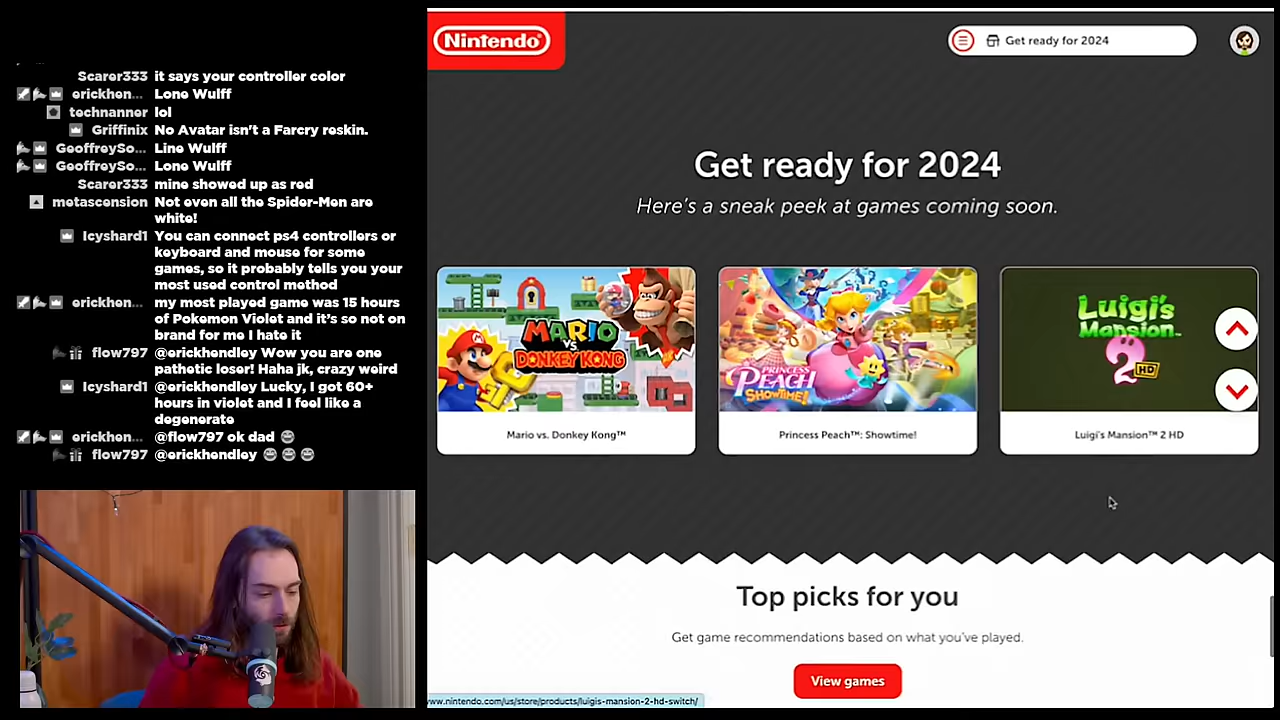 Scarer333 it says your controller color
erickhen... Lone Wulff
technanner lol
Griffinix No Avatar isn't a Farcry reskin.
GeoffreySo... Line Wulff
GeoffreySo... Lone Wulff
Scarer333 mine showed up as red
metascension Not even all the Spider-Men are
white!
Icyshard1 You can connect ps4 controllers or
keyboard and mouse for some
games, so it probably tells you your
most used control method
erickhen... my most played game was 15 hours
of Pokemon Violet and it's so not on
brand for me I hate it
flow797 @erickhendley Wow you are one
pathetic loser! Haha jk, crazy weird
Icyshard1 @erickhendley Lucky, I got 60+
hours in violet and I feel like a
degenerate
erickhen... @flow797 ok dad
flow797 @erickhendley
Nintendo
Get ready for 2024
Get ready for 2024
Here's a sneak peek at games coming soon.
MARIO
VS.
DONKEY KONG
PRINCESS
PEACH
SHOWTIME!
Luigi's
Mansion™
2 HD
Mario vs. Donkey Kong™
Princess Peach™: Showtime!
Luigi's Mansion™ 2 HD
Top picks for you
Get game recommendations based on what you've played.
View games
www.nintendo.com/us/store/products/luigis-mansion-2-hd-switch/